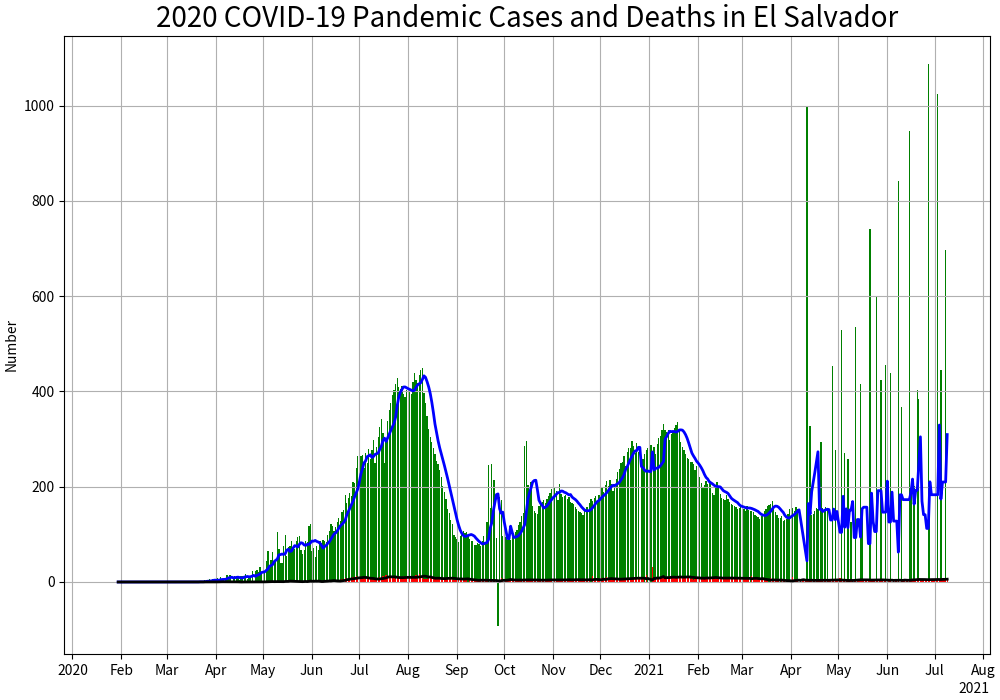 2020 COVID-19 Pandemic Cases and Deaths in El Salvador
Number
1000
800
600
400
200
0
2020 Feb Mar Apr May Jun Jul Aug Sep Oct Nov Dec 2021 Feb Mar Apr May Jun Jul Aug
2021